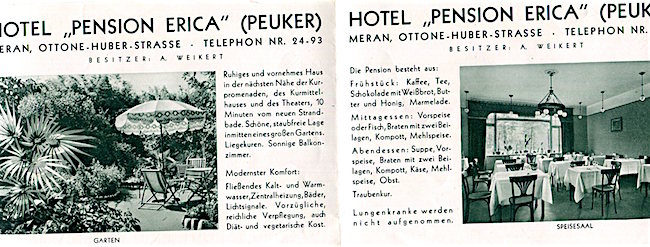 HOTEL „PENSION ERICA" (PEUKER)
MERAN, OTTONE-HUBER-STRASSE · TELEPHON NR. 24-93
BESITZER: A. WEIKERT
Ruhiges und vornehmes Haus
in der nächsten Nähe der Kur-
promenaden, des Kurmittel-
hauses und des Theaters, 10
Minuten vom neuen Strand-
bade. Schöne, staubfreie Lage
inmitten eines großen Gartens.
Liegekuren. Sonnige Balkon-
zimmer.
Modernster Komfort:
Fließendes Kalt- und Warm-
wasser, Zentralheizung, Bäder,
Lichtsignale. Vorzügliche,
reichliche Verpflegung, auch
Diät- und vegetarische Kost.
GARTEN
HOTEL „PENSION ERICA" (PEUK
MERAN, OTTONE-HUBER-STRASSE · TELEPHON NR.
BESITZER: A. WEIKERT
Die Pension besteht aus:
Frühstück: Kaffee, Tee,
Schokolade mit Weißbrot, But-
ter und Honig, Marmelade.
Mittagessen: Vorspeise
oder Fisch, Braten mit zwei Bei-
lagen, Kompott, Mehlspeise.
Abendessen: Suppe, Vor-
speise, Braten mit zwei Bei-
lagen, Kompott, Käse, Mehl-
speise, Obst.
Traubenkur.
Lungenkranke werden
nicht aufgenommen.
SPEISESAAL